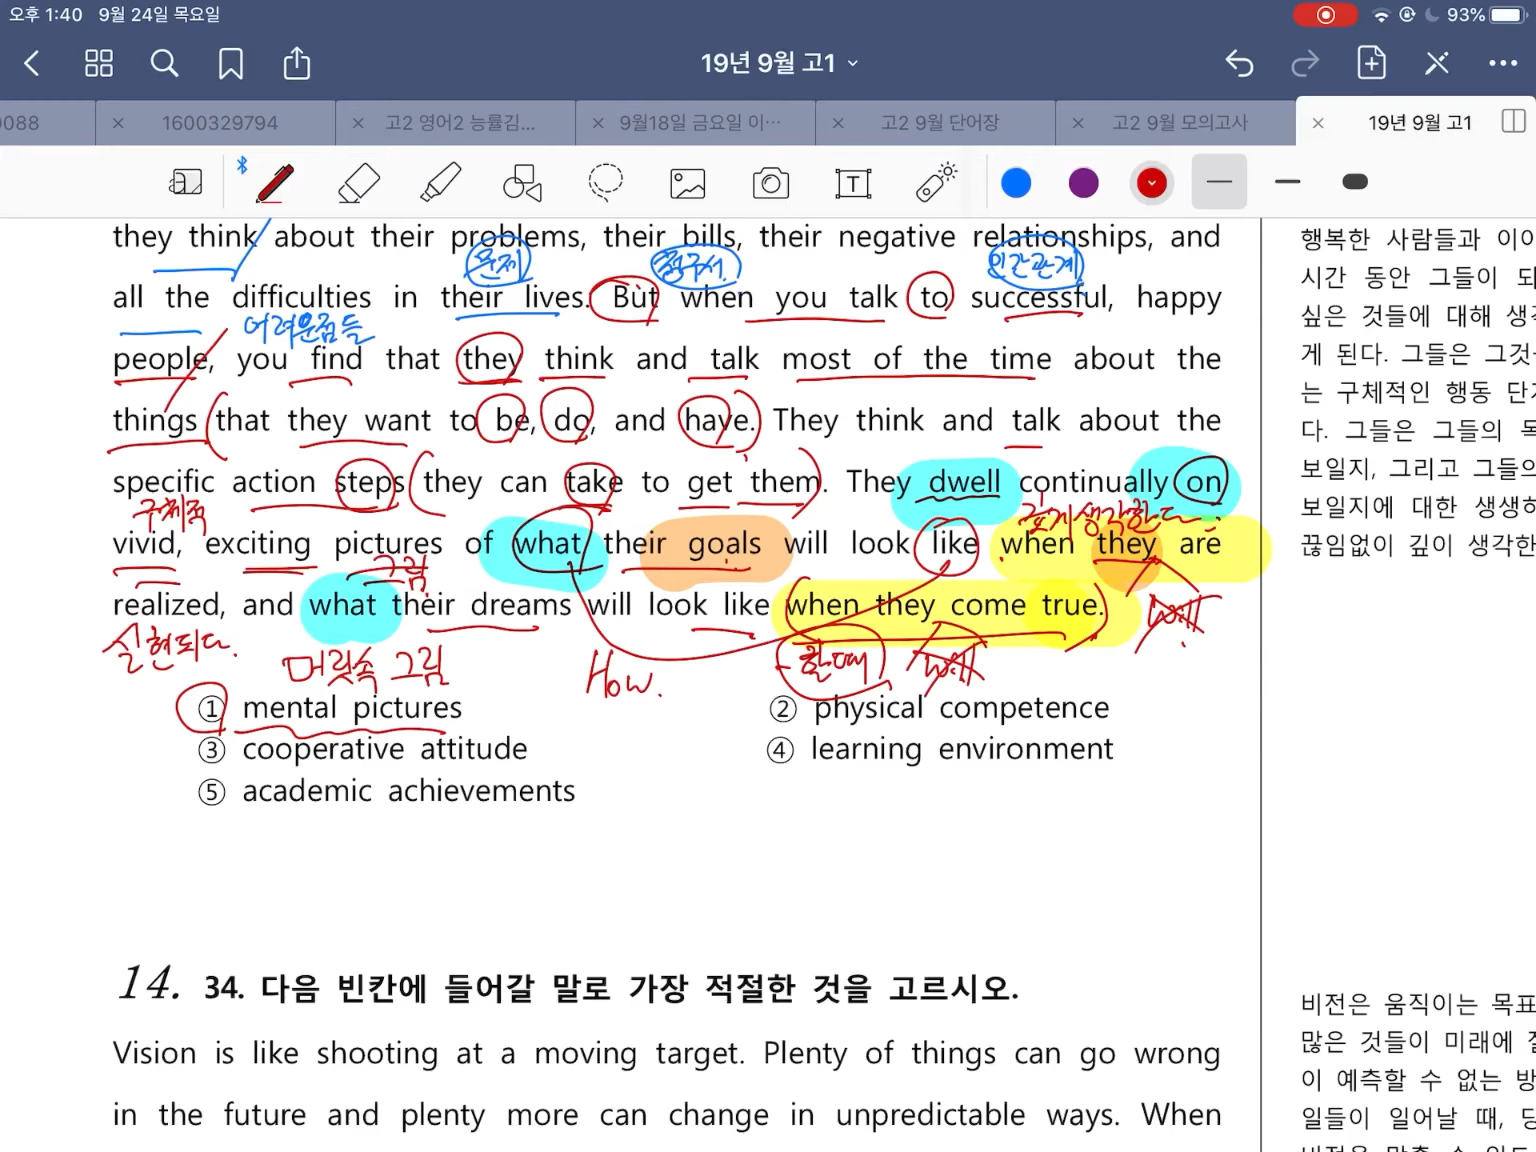 오후 1:40 9월 24일 목요일 93%
19년 9월 고1
0088 1600329794 고2 영어2 능률김... 9월18일 금요일 이... 고2 9월 단어장 고2 9월 모의고사 19년 9월 고1
they think about their problems, their bills, their negative relationships, and
문제 청구서 인간관계
all the difficulties in their lives. But when you talk to successful, happy
어려운점들
people, you find that they think and talk most of the time about the
things that they want to be, do, and have. They think and talk about the
specific action steps they can take to get them. They dwell continually on
구체적 깊게 생각한다
vivid, exciting pictures of what their goals will look like when they are
그림
realized, and what their dreams will look like when they come true.
실현되다. 머릿속 그림 How. -할때 will will
① mental pictures ② physical competence
③ cooperative attitude ④ learning environment
⑤ academic achievements
14. 34. 다음 빈칸에 들어갈 말로 가장 적절한 것을 고르시오.
Vision is like shooting at a moving target. Plenty of things can go wrong
in the future and plenty more can change in unpredictable ways. When
행복한 사람들과 이야
시간 동안 그들이 되
싶은 것들에 대해 생각
게 된다. 그들은 그것
는 구체적인 행동 단
다. 그들은 그들의 목
보일지, 그리고 그들의
보일지에 대한 생생하
끊임없이 깊이 생각한
비전은 움직이는 목표
많은 것들이 미래에 잘
이 예측할 수 없는 방
일들이 일어날 때, 당